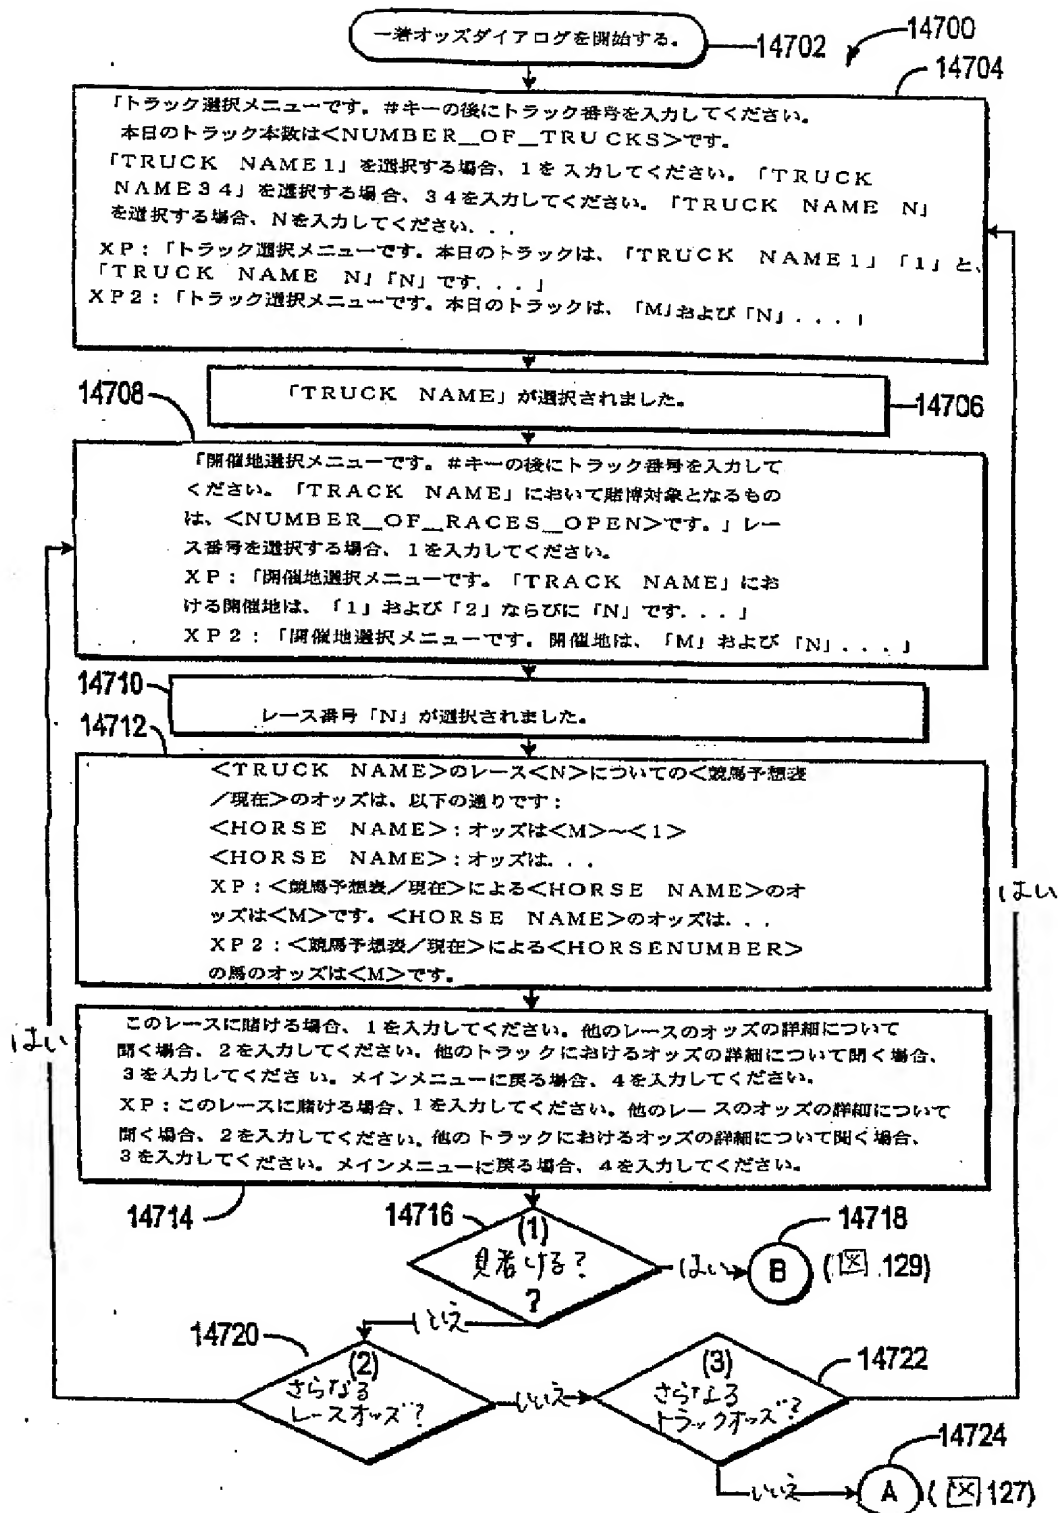 一着オッズダイアログを開始する。
14702
14700
14704
「トラック選択メニューです。#キーの後にトラック番号を入力してください。
本日のトラック本数は<NUMBER_OF_TRUCKS>です。
「TRUCK NAME1」を選択する場合、1を入力してください。「TRUCK
NAME34」を選択する場合、34を入力してください。「TRUCK NAME N」
を選択する場合、Nを入力してください...
XP:「トラック選択メニューです。本日のトラックは、「TRUCK NAME1」「1」と、
「TRUCK NAME N」「N」です...」
XP2:「トラック選択メニューです。本日のトラックは、「M」および「N」...」
14708
「TRUCK NAME」が選択されました。
14706
「開催地選択メニューです。#キーの後にトラック番号を入力して
ください。「TRACK NAME」において賭博対象となるもの
は、<NUMBER_OF_RACES_OPEN>です。」レー
ス番号を選択する場合、1を入力してください。
XP:「開催地選択メニューです。「TRACK NAME」にお
ける開催地は、「1」および「2」ならびに「N」です...」
XP2:「開催地選択メニューです。開催地は、「M」および「N」...」
14710
レース番号「N」が選択されました。
14712
<TRUCK NAME>のレース<N>についての<競馬予想表
/現在>のオッズは、以下の通りです:
<HORSE NAME>:オッズは<M>~<1>
<HORSE NAME>:オッズは...
XP:<競馬予想表/現在>による<HORSE NAME>のオ
ッズは<M>です。<HORSE NAME>のオッズは...
XP2:<競馬予想表/現在>による<HORSENUMBER>
の馬のオッズは<M>です。
はい
はい
このレースに賭ける場合、1を入力してください。他のレースのオッズの詳細について
聞く場合、2を入力してください。他のトラックにおけるオッズの詳細について聞く場合、
3を入力してください。メインメニューに戻る場合、4を入力してください。
XP:このレースに賭ける場合、1を入力してください。他のレースのオッズの詳細について
聞く場合、2を入力してください。他のトラックにおけるオッズの詳細について聞く場合、
3を入力してください。メインメニューに戻る場合、4を入力してください。
14714
14716
(1)
賭ける?
?
はい
B
14718
(図.129)
いいえ
14720
(2)
さらなる
レースオッズ?
いいえ
(3)
さらなる
トラックオッズ?
14722
いいえ
A
14724
(図127)